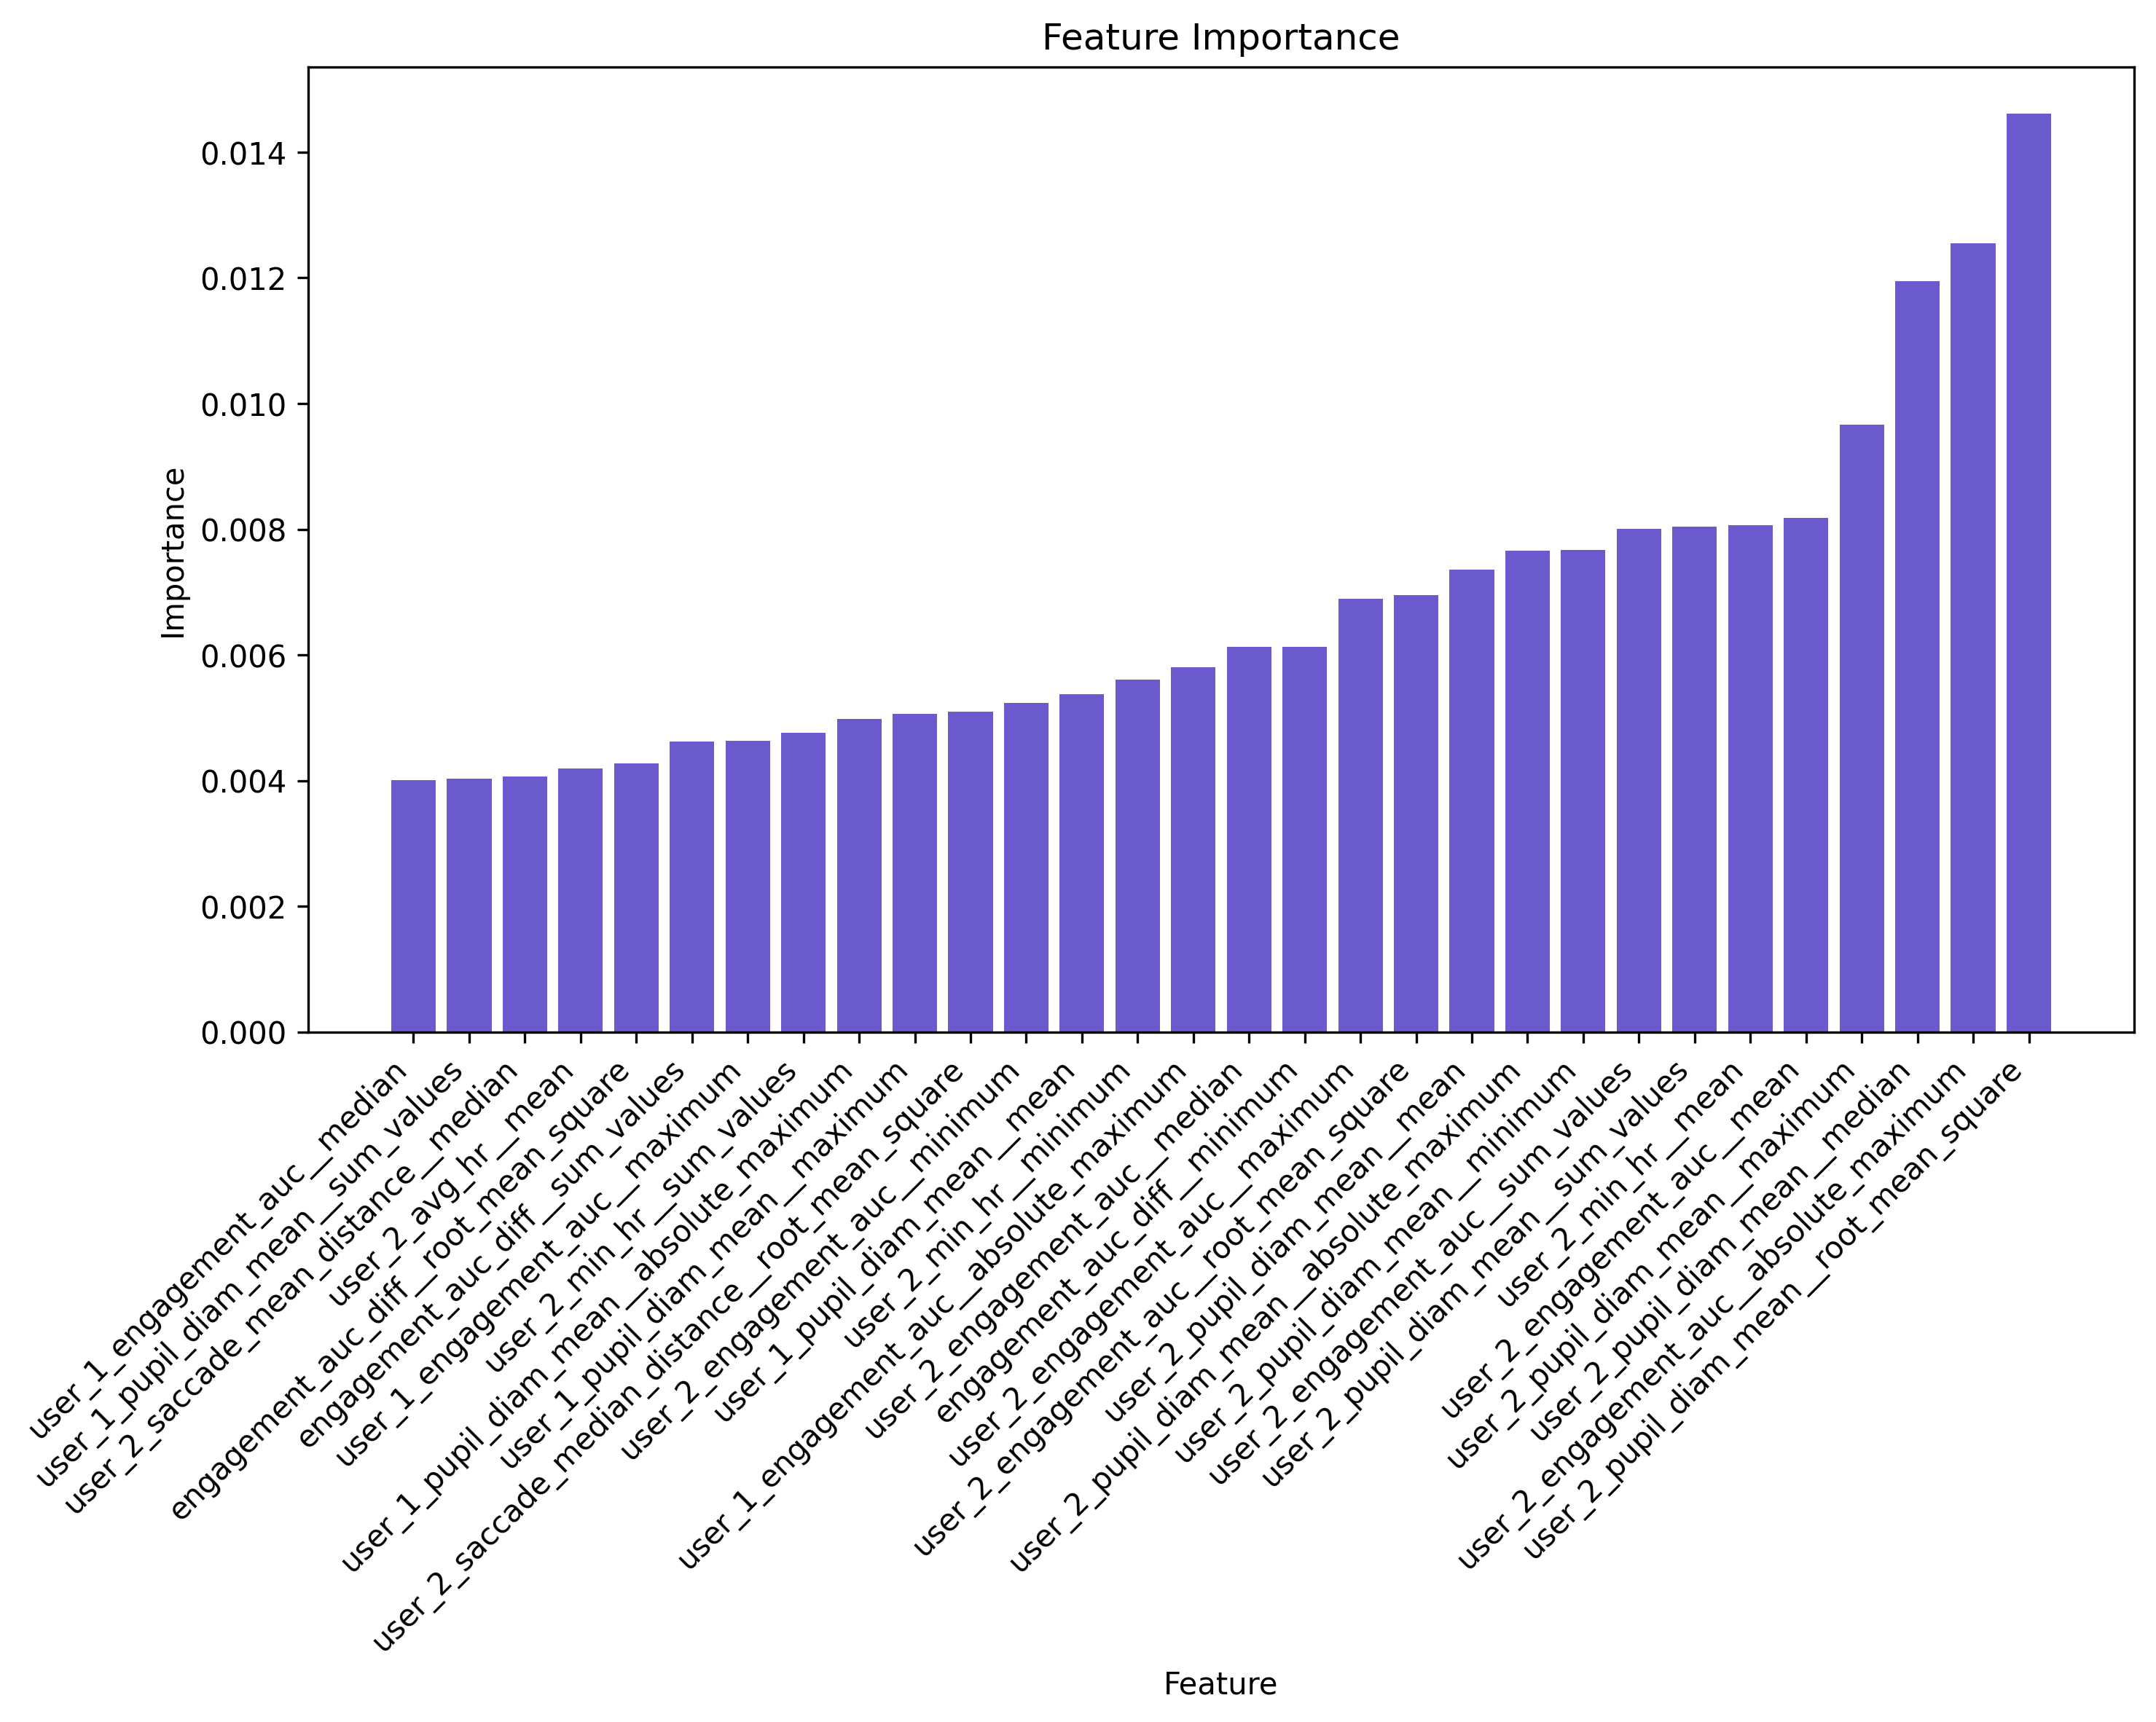 Feature Importance
Importance
0.014
0.012
0.010
0.008
0.006
0.004
0.002
0.000
user_1_engagement_auc__median
user_1_pupil_diam_mean__sum_values
user_2_saccade_mean_distance__median
user_2_avg_hr__mean
engagement_auc_diff__root_mean_square
engagement_auc_diff__sum_values
user_1_engagement_auc__maximum
user_2_min_hr__sum_values
user_1_pupil_diam_mean__absolute_maximum
user_1_pupil_diam_mean__maximum
user_2_saccade_median_distance__root_mean_square
user_2_engagement_auc__minimum
user_1_pupil_diam_mean__mean
user_2_min_hr__minimum
user_1_engagement_auc__absolute_maximum
user_2_engagement_auc__median
engagement_auc_diff__minimum
user_2_engagement_auc__maximum
user_2_engagement_auc__root_mean_square
user_2_pupil_diam_mean__mean
user_2_pupil_diam_mean__absolute_maximum
user_2_pupil_diam_mean__minimum
user_2_engagement_auc__sum_values
user_2_pupil_diam_mean__sum_values
user_2_min_hr__mean
user_2_engagement_auc__mean
user_2_pupil_diam_mean__maximum
user_2_pupil_diam_mean__median
user_2_engagement_auc__absolute_maximum
user_2_pupil_diam_mean__root_mean_square
Feature